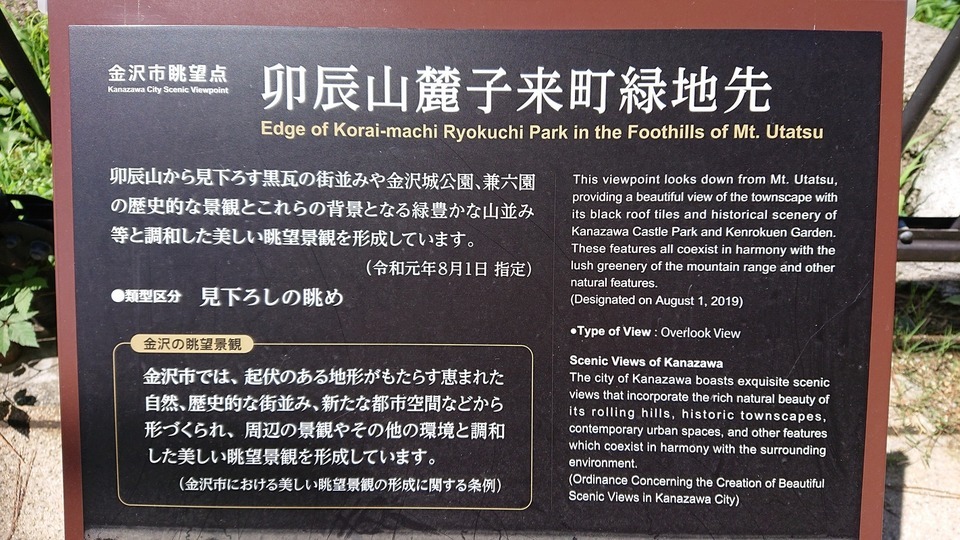 金沢市眺望点
Kanazawa City Scenic Viewpoint
卯辰山麓子来町緑地先
Edge of Korai-machi Ryokuchi Park in the Foothills of Mt. Utatsu
卯辰山から見下ろす黒瓦の街並みや金沢城公園、兼六園
の歴史的な景観とこれらの背景となる緑豊かな山並み
等と調和した美しい眺望景観を形成しています。
（令和元年8月1日 指定）
●類型区分 見下ろしの眺め
金沢の眺望景観
金沢市では、起伏のある地形がもたらす恵まれた
自然、歴史的な街並み、新たな都市空間などから
形づくられ、周辺の景観やその他の環境と調和
した美しい眺望景観を形成しています。
（金沢市における美しい眺望景観の形成に関する条例）
This viewpoint looks down from Mt. Utatsu,
providing a beautiful view of the townscape with
its black roof tiles and historical scenery of
Kanazawa Castle Park and Kenrokuen Garden.
These features all coexist in harmony with the
lush greenery of the mountain range and other
natural features.
(Designated on August 1, 2019)
●Type of View : Overlook View
Scenic Views of Kanazawa
The city of Kanazawa boasts exquisite scenic
views that incorporate the rich natural beauty of
its rolling hills, historic townscapes,
contemporary urban spaces, and other features
which coexist in harmony with the surrounding
environment.
(Ordinance Concerning the Creation of Beautiful
Scenic Views in Kanazawa City)